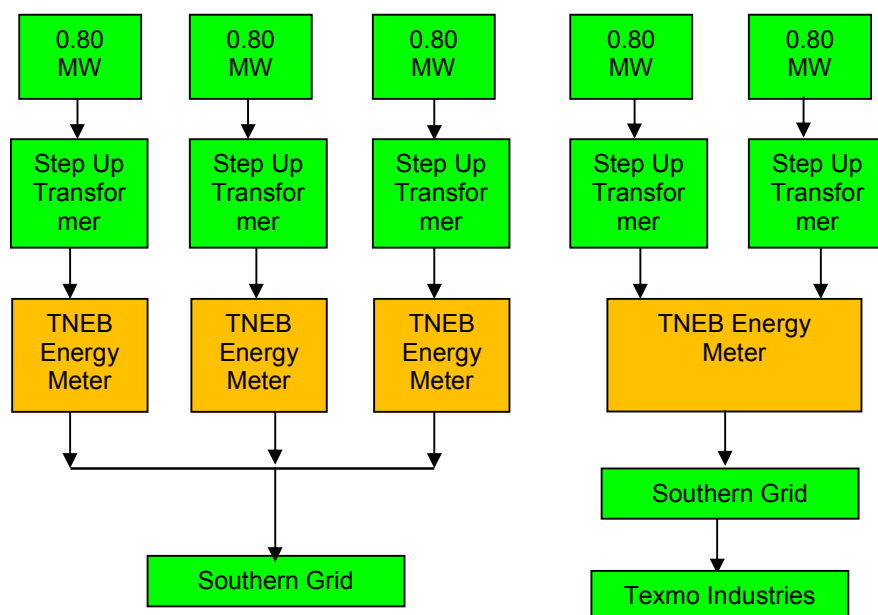 0.80
MW
0.80
MW
0.80
MW
0.80
MW
0.80
MW
Step Up
Transfor
mer
Step Up
Transfor
mer
Step Up
Transfor
mer
Step Up
Transfor
mer
Step Up
Transfor
mer
TNEB
Energy
Meter
TNEB
Energy
Meter
TNEB
Energy
Meter
TNEB Energy
Meter
Southern Grid
Southern Grid
Texmo Industries